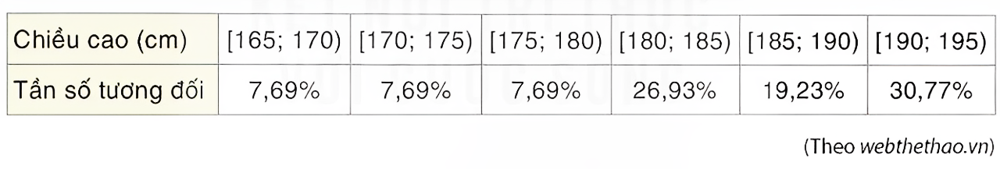 Chiều cao (cm) [165; 170) [170; 175) [175; 180) [180; 185) [185; 190) [190; 195)
Tần số tương đối 7,69% 7,69% 7,69% 26,93% 19,23% 30,77%
(Theo webthethao.vn)